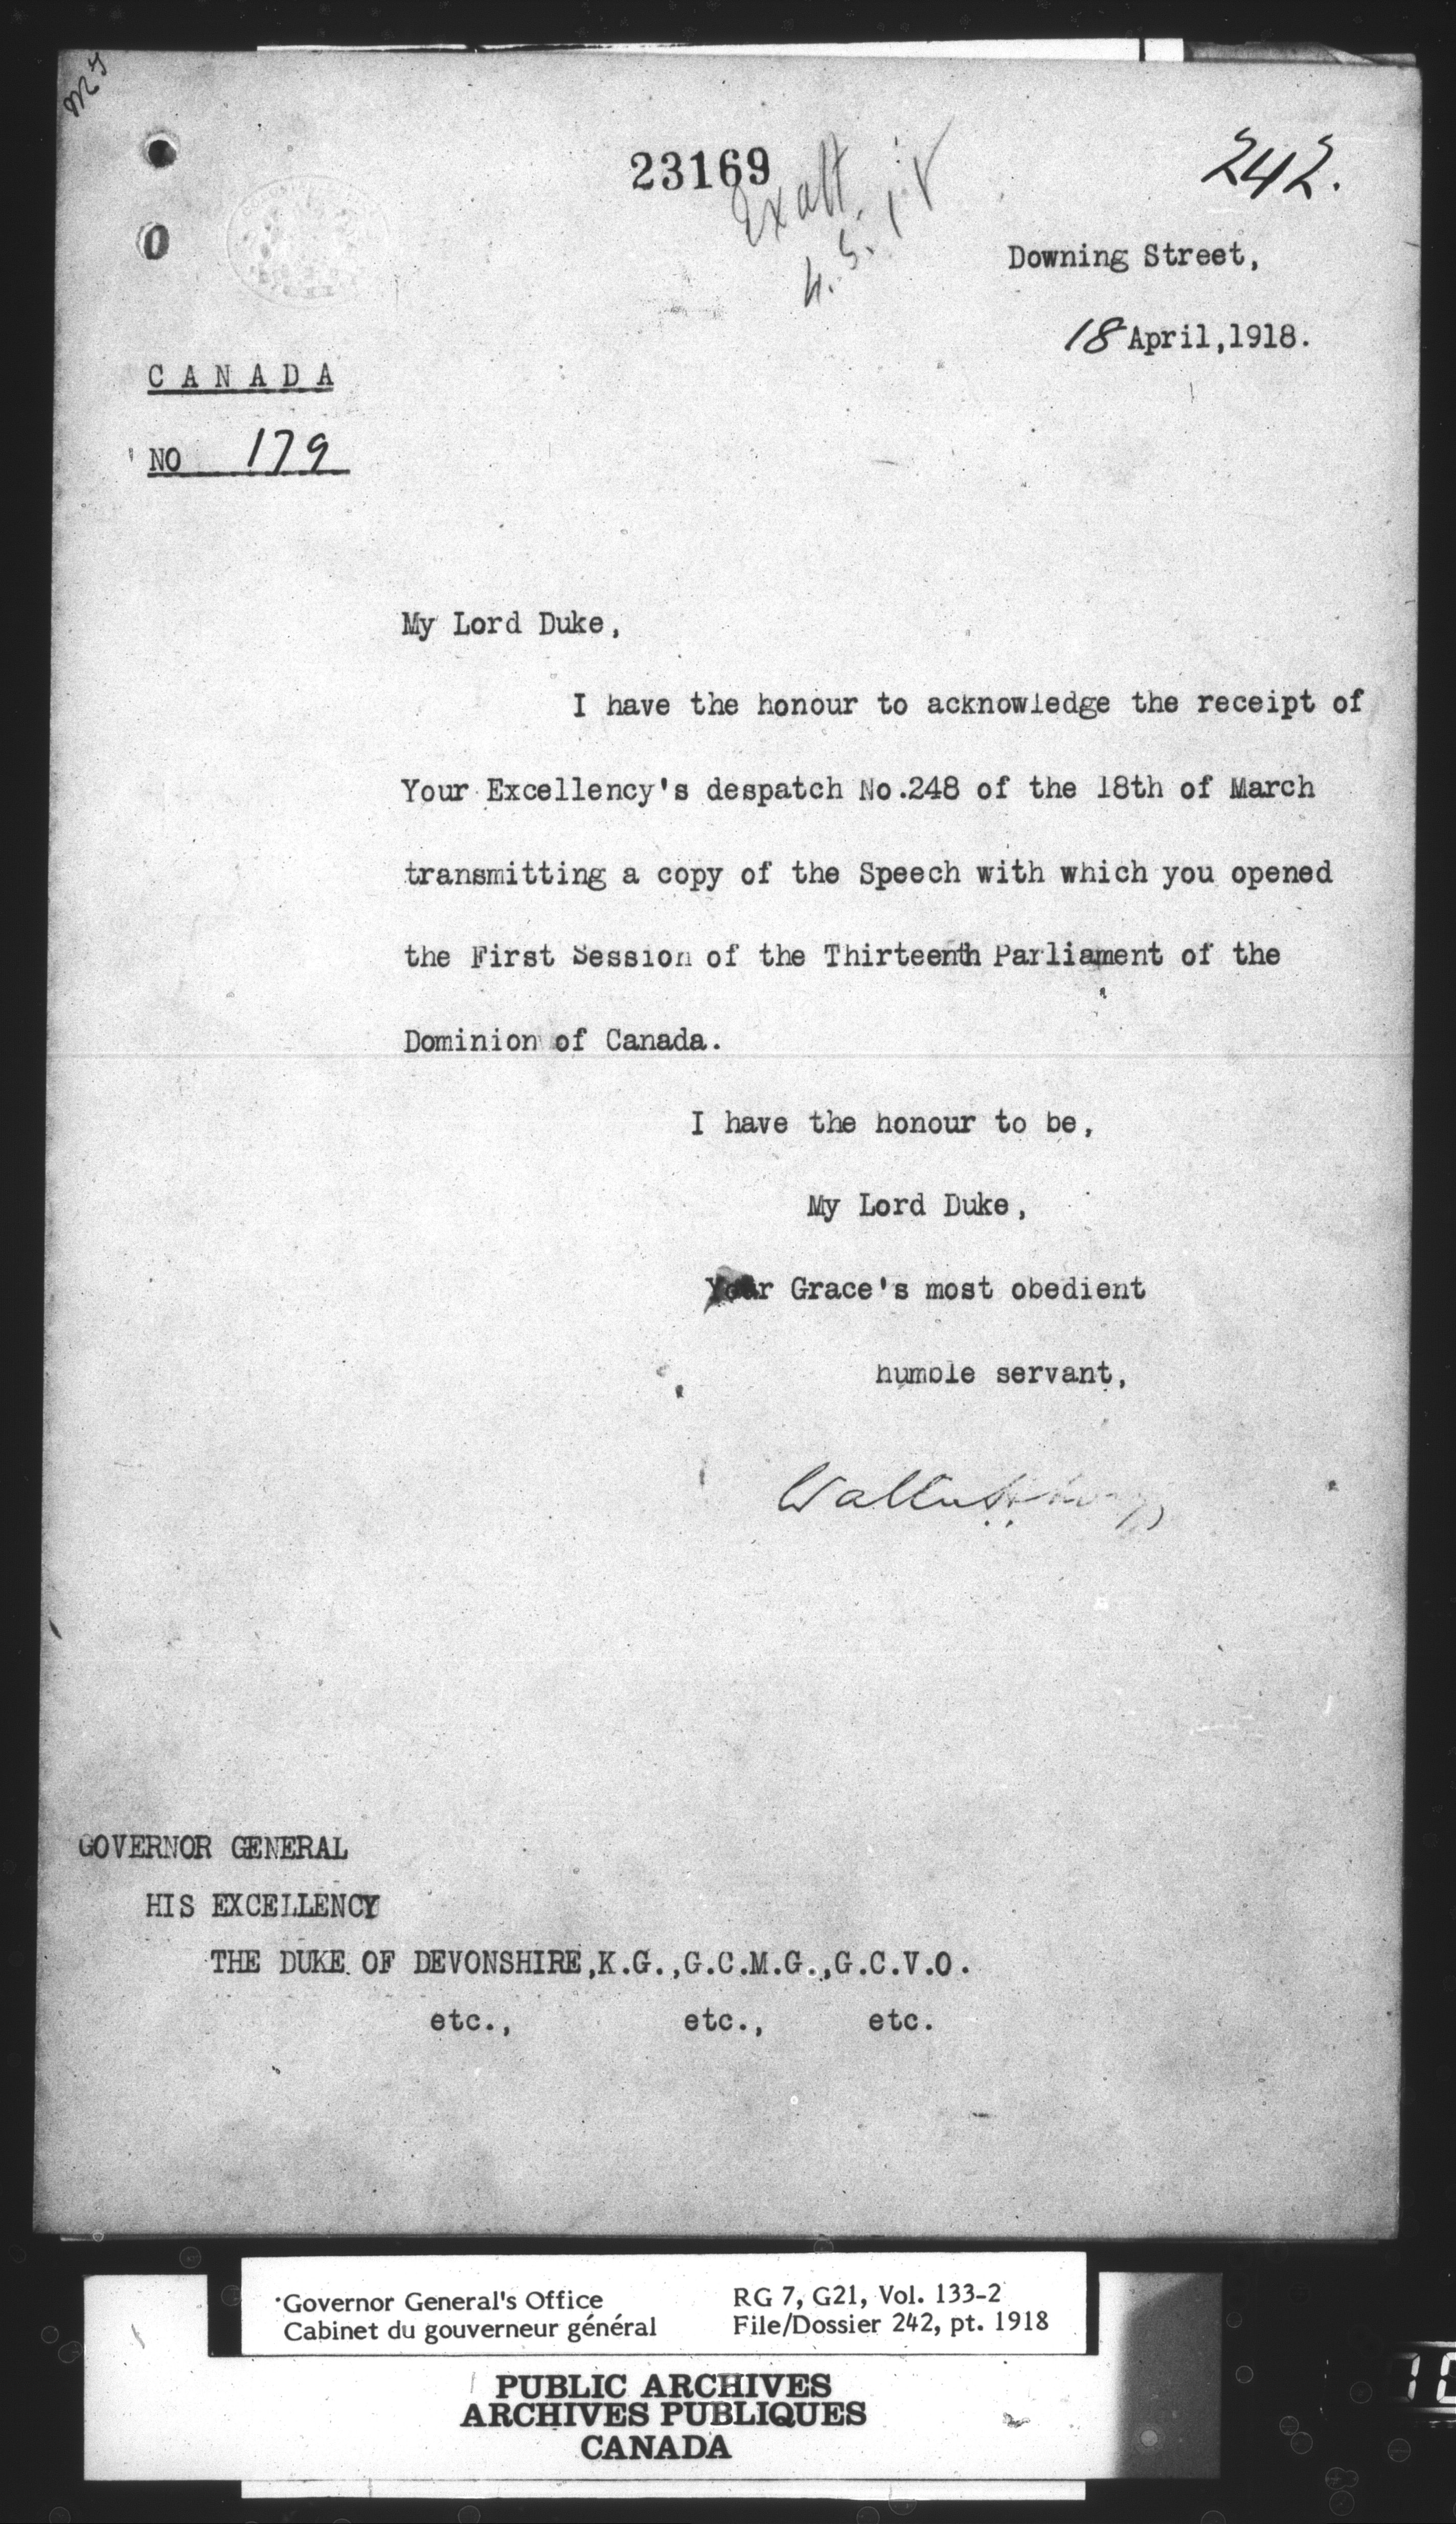 23169
242.
Downing Street,
18 April,1918.
CANADA
NO 179
My Lord Duke,
I have the honour to acknowledge the receipt of
Your Excellency's despatch No.248 of the 18th of March
transmitting a copy of the Speech with which you opened
the First Session of the Thirteenth Parliament of the
Dominion of Canada.
I have the honour to be,
My Lord Duke,
Your Grace's most obedient
humble servant,
Walter
GOVERNOR GENERAL
HIS EXCELLENCY
THE DUKE OF DEVONSHIRE,K.G.,G.C.M.G.,G.C.V.O.
etc., etc., etc.
Governor General's Office
Cabinet du gouverneur général
RG 7, G21, Vol. 133-2
File/Dossier 242, pt. 1918
PUBLIC ARCHIVES
ARCHIVES PUBLIQUES
CANADA